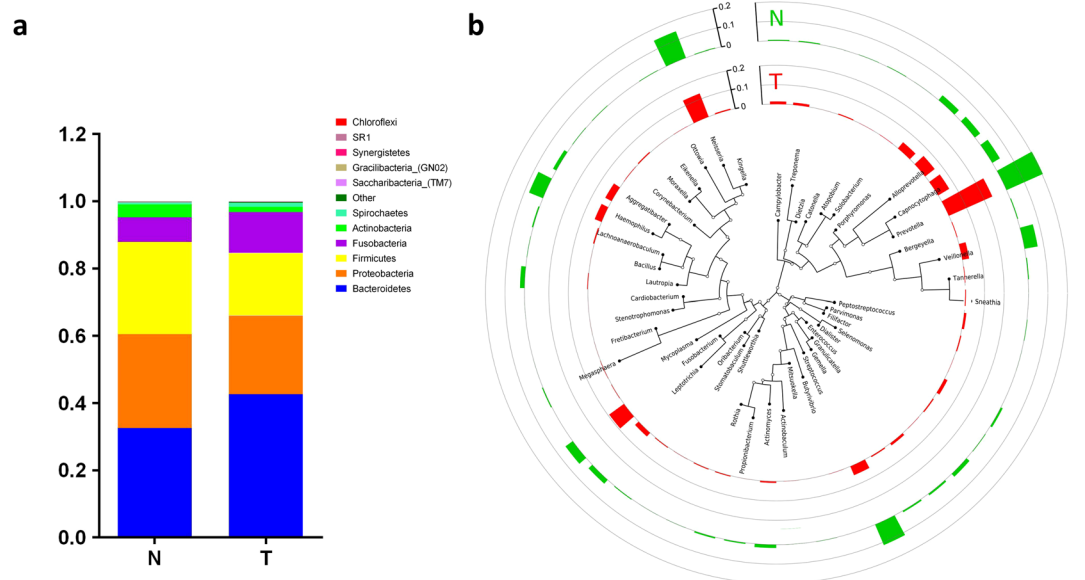 a
1.2
1.0
0.8
0.6
0.4
0.2
0.0
N
T
Chloroflexi
SR1
Synergistetes
Gracilibacteria_(GN02)
Saccharibacteria_(TM7)
Other
Spirochaetes
Actinobacteria
Fusobacteria
Firmicutes
Proteobacteria
Bacteroidetes
b
0.2
0.1
0
N
0.2
0.1
0
T
Kingella
Neisseria
Ottowia
Eikenella
Moraxella
Corynebacterium
Aggregatibacter
Haemophilus
Lachnoanaerobaculum
Bacillus
Lautropia
Cardiobacterium
Stenotrophomonas
Fretibacterium
Megasphaera
Mycoplasma
Fusobacterium
Leptotrichia
Oribacterium
Stomatobaculum
Shuttleworthia
Rothia
Propionibacterium
Actinomyces
Actinobaculum
Mitsuokella
Butyrivibrio
Streptococcus
Gemella
Granulicatella
Enterococcus
Dialister
Selenomonas
Filifactor
Parvimonas
Peptostreptococcus
Sneathia
Tannerella
Veillonella
Bergeyella
Prevotella
Capnocytophaga
Alloprevotella
Porphyromonas
Solobacterium
Atopobium
Catonella
Dietzia
Treponema
Campylobacter